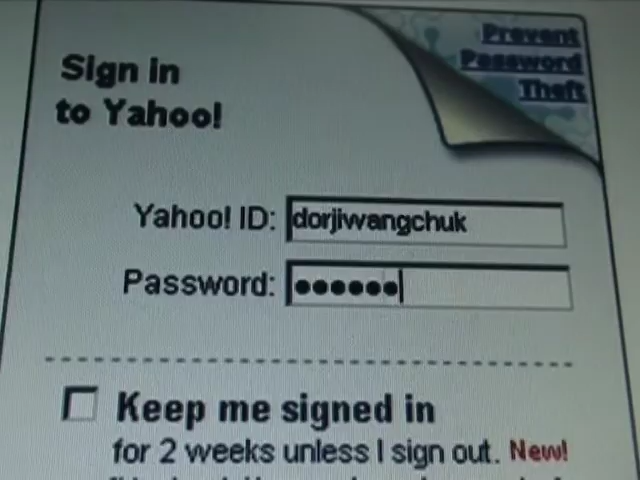 Prevent
Password
Theft
Sign in
to Yahoo!
Yahoo! ID: dorjiwangchuk
Password: ••••••
Keep me signed in
for 2 weeks unless I sign out. New!